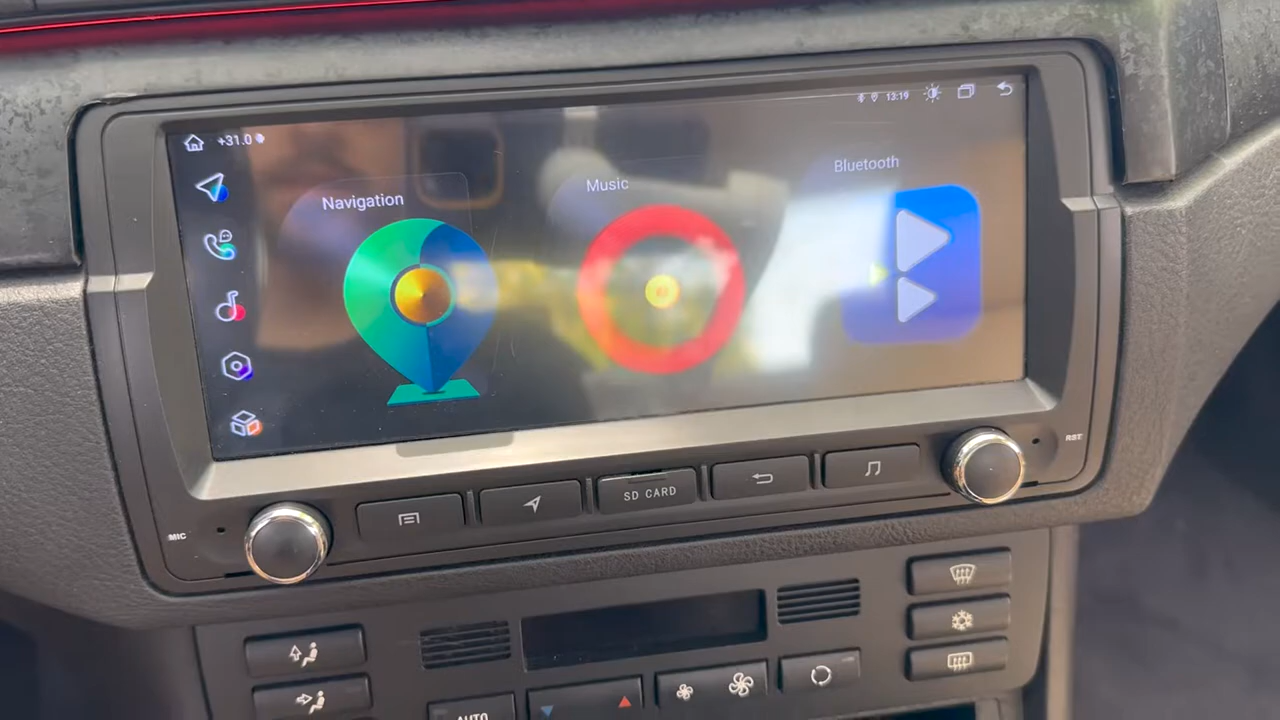 13:19
+31.0
Navigation
Music
Bluetooth
RST
SD CARD
MIC
AUTO